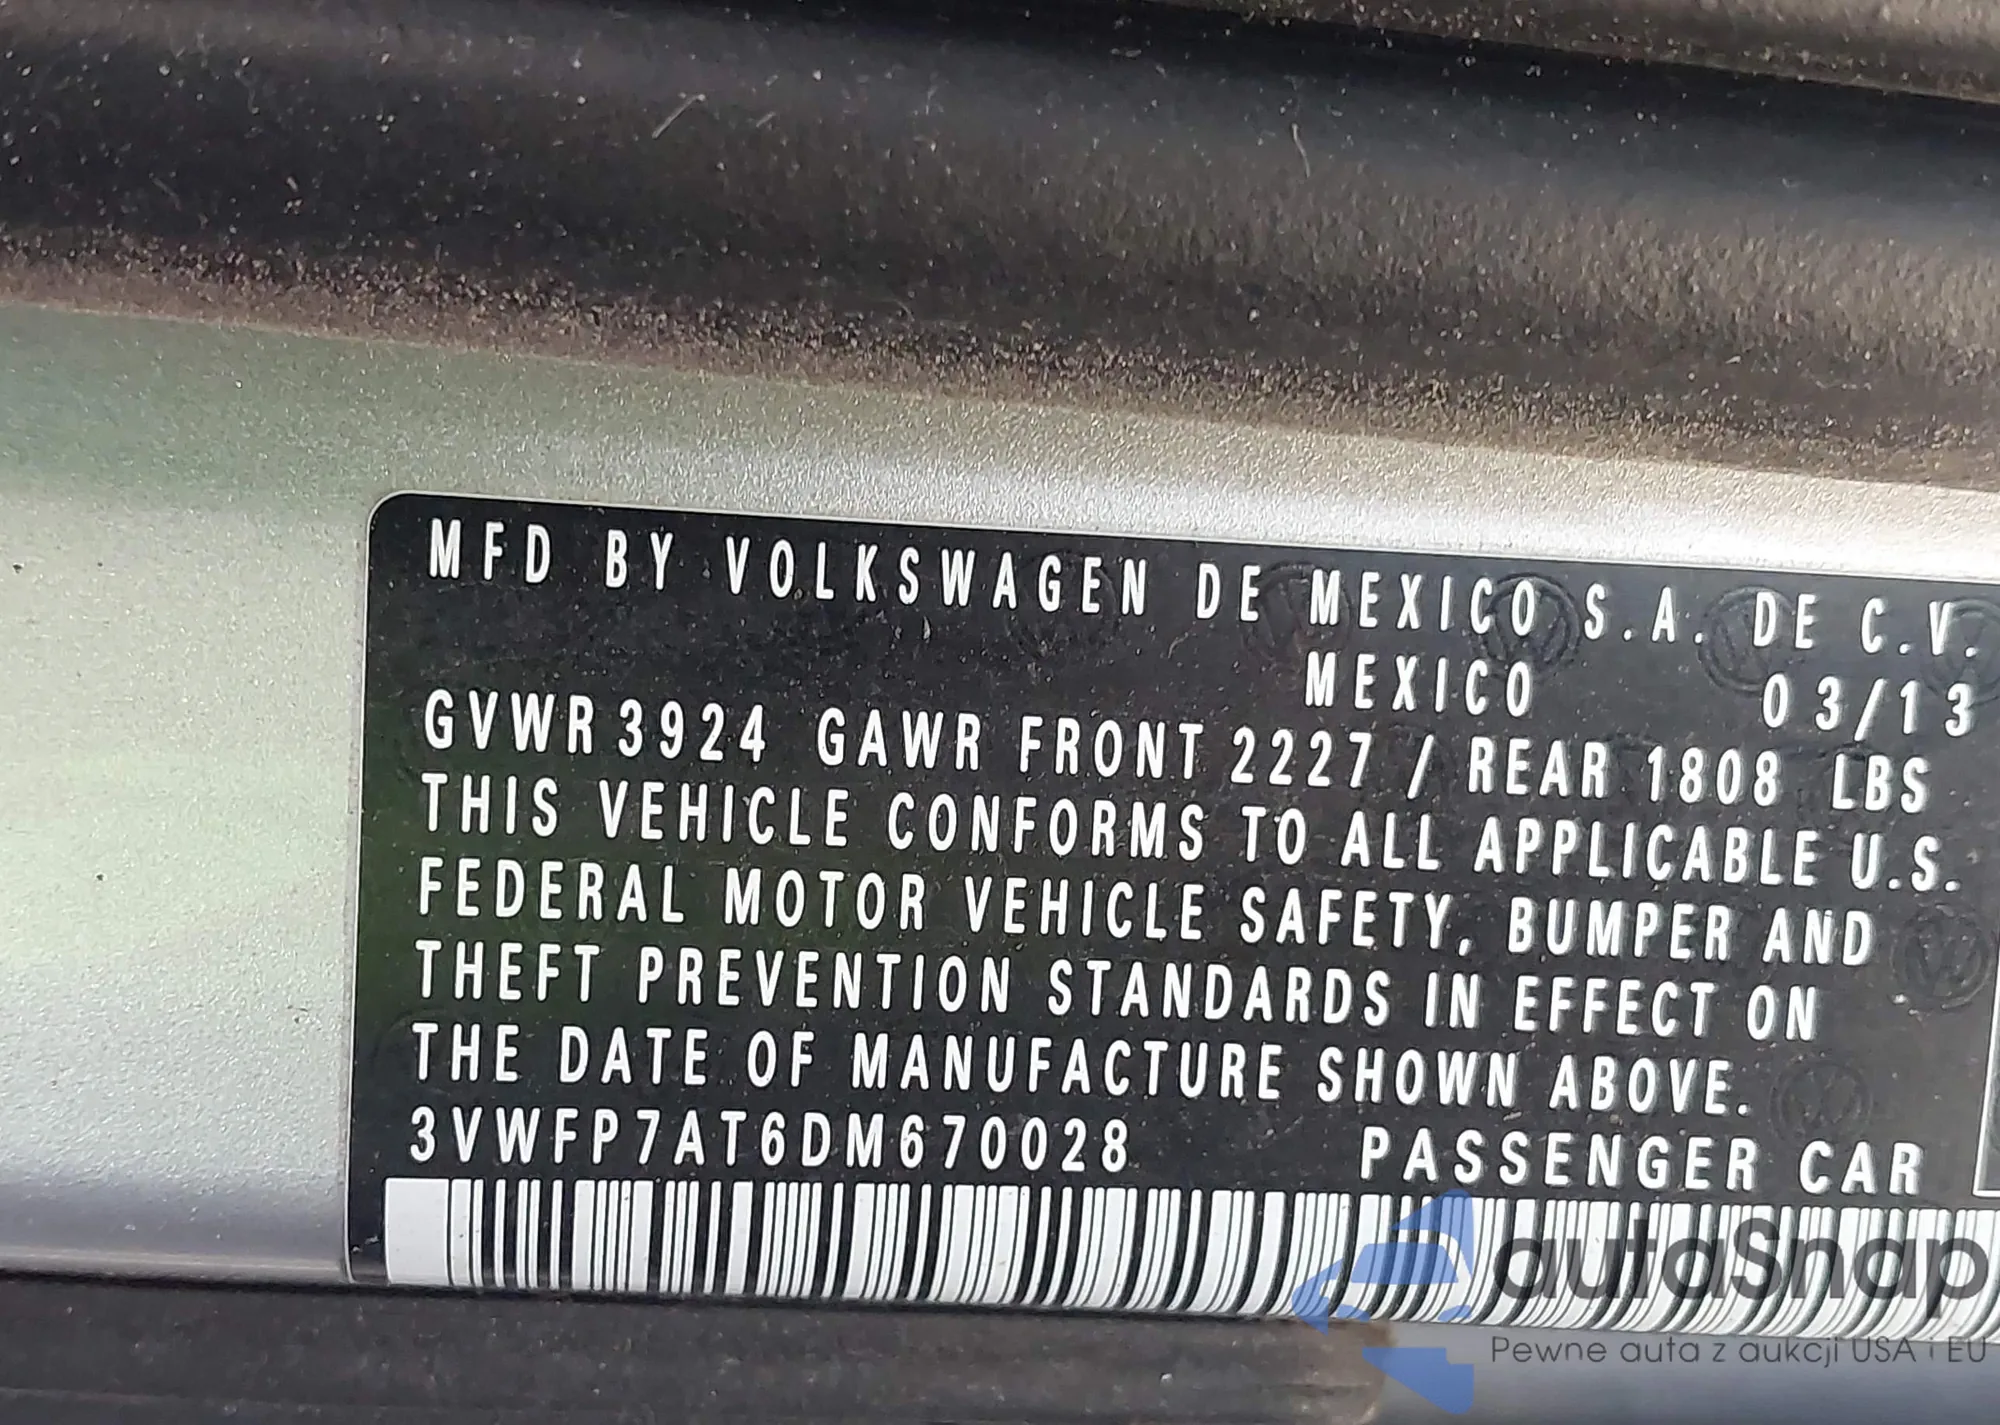 MFD BY VOLKSWAGEN DE MEXICO S.A. DE C.V.
MEXICO 03/13
GVWR 3924 GAWR FRONT 2227 / REAR 1808 LBS
THIS VEHICLE CONFORMS TO ALL APPLICABLE U.S.
FEDERAL MOTOR VEHICLE SAFETY, BUMPER AND
THEFT PREVENTION STANDARDS IN EFFECT ON
THE DATE OF MANUFACTURE SHOWN ABOVE.
3VWFP7AT6DM670028 PASSENGER CAR
autaSnap
Pewne auta z aukcji USA i EU